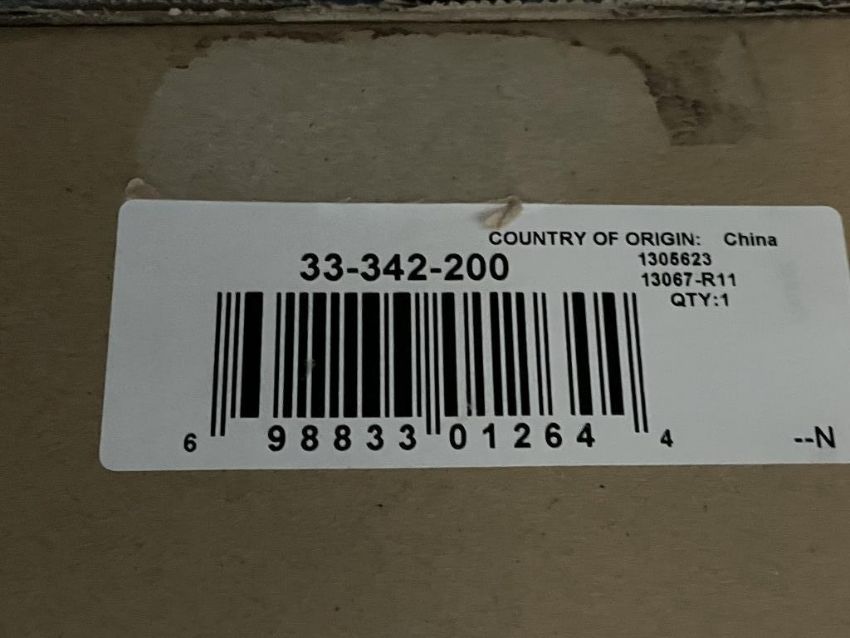 COUNTRY OF ORIGIN: China
33-342-200
1305623
13067-R11
QTY:1
6 98833 01264 4
--N